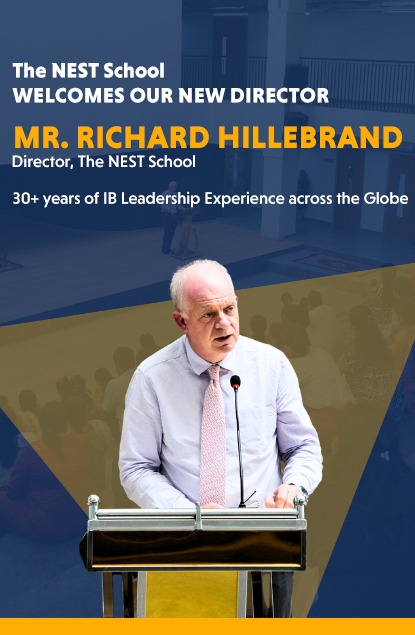 The NEST School
WELCOMES OUR NEW DIRECTOR
MR. RICHARD HILLEBRAND
Director, The NEST School
30+ years of IB Leadership Experience across the Globe